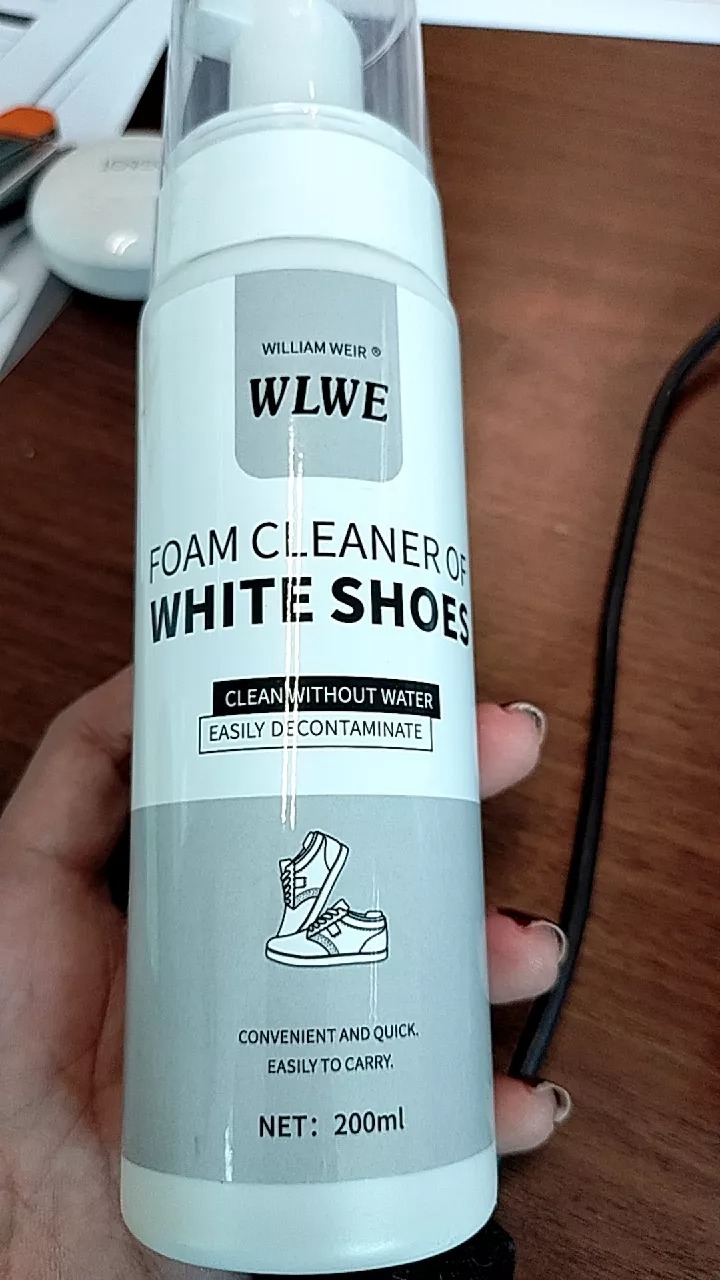 WILLIAM WEIR ®
WLWE
FOAM CLEANER OF
WHITE SHOES
CLEAN WITHOUT WATER
EASILY DECONTAMINATE
CONVENIENT AND QUICK.
EASILY TO CARRY.
NET: 200ml